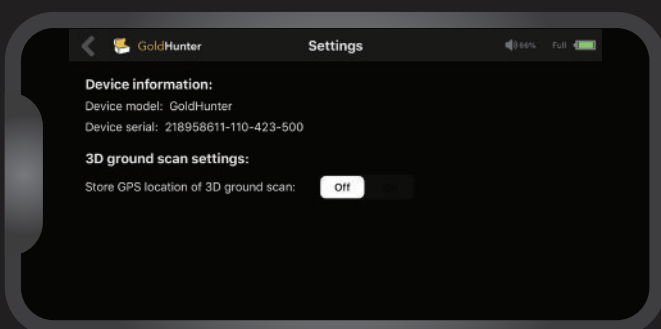 GoldHunter
Settings
66%
Full
Device information:
Device model: GoldHunter
Device serial: 218958611-110-423-500
3D ground scan settings:
Store GPS location of 3D ground scan:
Off
On